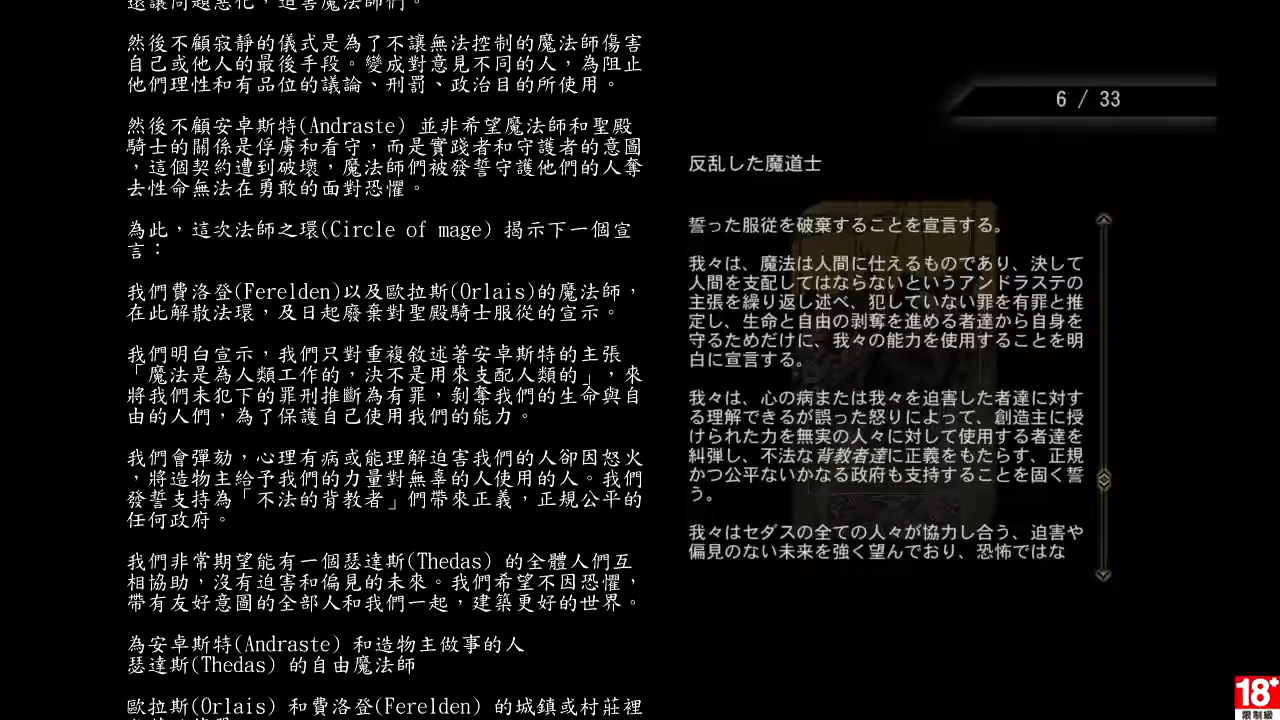 還讓問題惡化，迫害魔法師們。
然後不顧寂靜的儀式是為了不讓無法控制的魔法師傷害
自己或他人的最後手段。變成對意見不同的人，為阻止
他們理性和有品位的議論、刑罰、政治目的所使用。
然後不顧安卓斯特(Andraste) 並非希望魔法師和聖殿
騎士的關係是俘虜和看守，而是實踐者和守護者的意圖
，這個契約遭到破壞，魔法師們被發誓守護他們的人奪
去性命無法在勇敢的面對恐懼。
為此，這次法師之環(Circle of mage) 揭示下一個宣
言：
我們費洛登(Ferelden)以及歐拉斯(Orlais)的魔法師，
在此解散法環，及日起廢棄對聖殿騎士服從的宣示。
我們明白宣示，我們只對重複敘述著安卓斯特的主張
「魔法是為人類工作的，決不是用來支配人類的」，來
將我們未犯下的罪刑推斷為有罪，剝奪我們的生命與自
由的人們，為了保護自己使用我們的能力。
我們會彈劾，心理有病或能理解迫害我們的人卻因怒火
，將造物主給予我們的力量對無辜的人使用的人。我們
發誓支持為「不法的背教者」們帶來正義，正規公平的
任何政府。
我們非常期望能有一個瑟達斯(Thedas) 的全體人們互
相協助，沒有迫害和偏見的未來。我們希望不因恐懼，
帶有友好意圖的全部人和我們一起，建築更好的世界。
為安卓斯特(Andraste) 和造物主做事的人
瑟達斯(Thedas) 的自由魔法師
歐拉斯(Orlais) 和費洛登(Ferelden) 的城鎮或村莊裡
6 / 33
反乱した魔道士
誓った服従を破棄することを宣言する。
我々は、魔法は人間に仕えるものであり、決して
人間を支配してはならないというアンドラステの
主張を繰り返し述べ、犯していない罪を有罪と推
定し、生命と自由の剥奪を進める者達から自身を
守るためだけに、我々の能力を使用することを明
白に宣言する。
我々は、心の病または我々を迫害した者達に対す
る理解できるが誤った怒りによって、創造主に授
けられた力を無実の人々に対して使用する者達を
糾弾し、不法な背教者達に正義をもたらす、正規
かつ公平ないかなる政府も支持することを固く誓
う。
我々はセダスの全ての人々が協力し合う、迫害や
偏見のない未来を強く望んでおり、恐怖ではな
18+
限制級